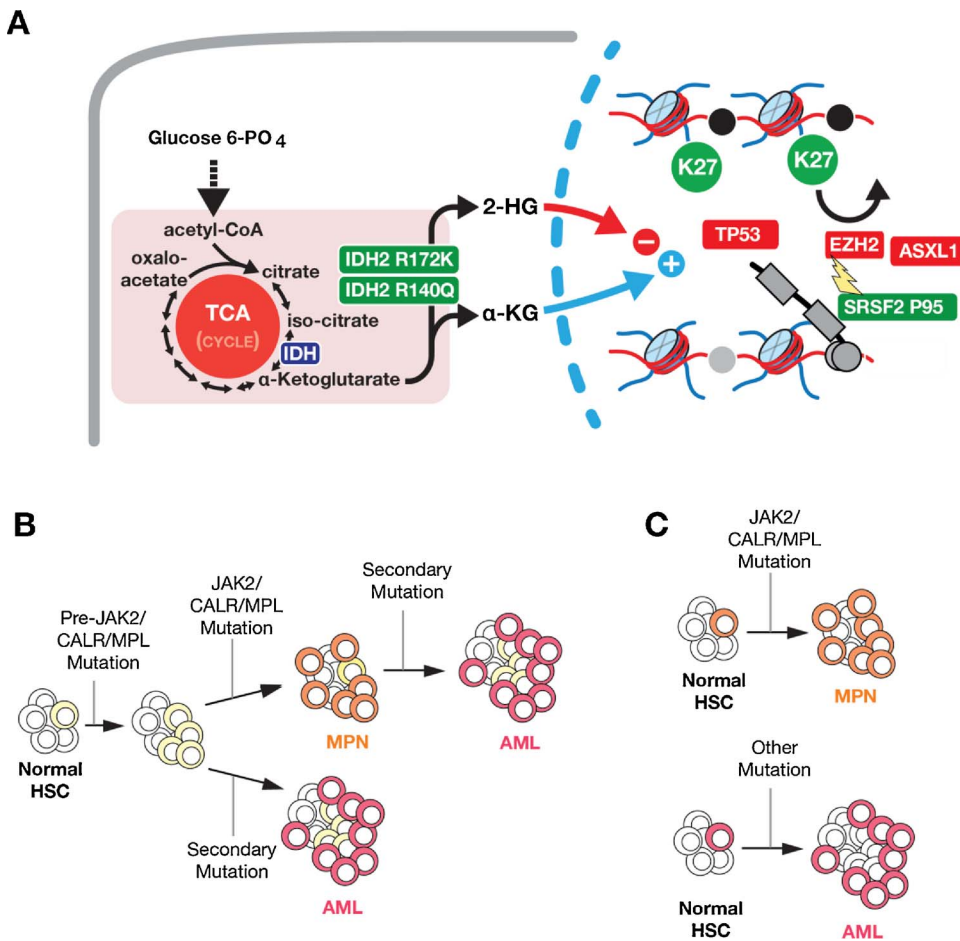 A
Glucose 6-PO 4
acetyl-CoA
oxalo-
acetate
citrate
TCA
(CYCLE)
iso-citrate
IDH
α-Ketoglutarate
IDH2 R172K
IDH2 R140Q
2-HG
α-KG
−
+
K27
K27
TP53
EZH2
ASXL1
SRSF2 P95
B
Pre-JAK2/
CALR/MPL
Mutation
JAK2/
CALR/MPL
Mutation
Secondary
Mutation
Normal
HSC
MPN
AML
Secondary
Mutation
AML
C
JAK2/
CALR/MPL
Mutation
Normal
HSC
MPN
Other
Mutation
Normal
HSC
AML